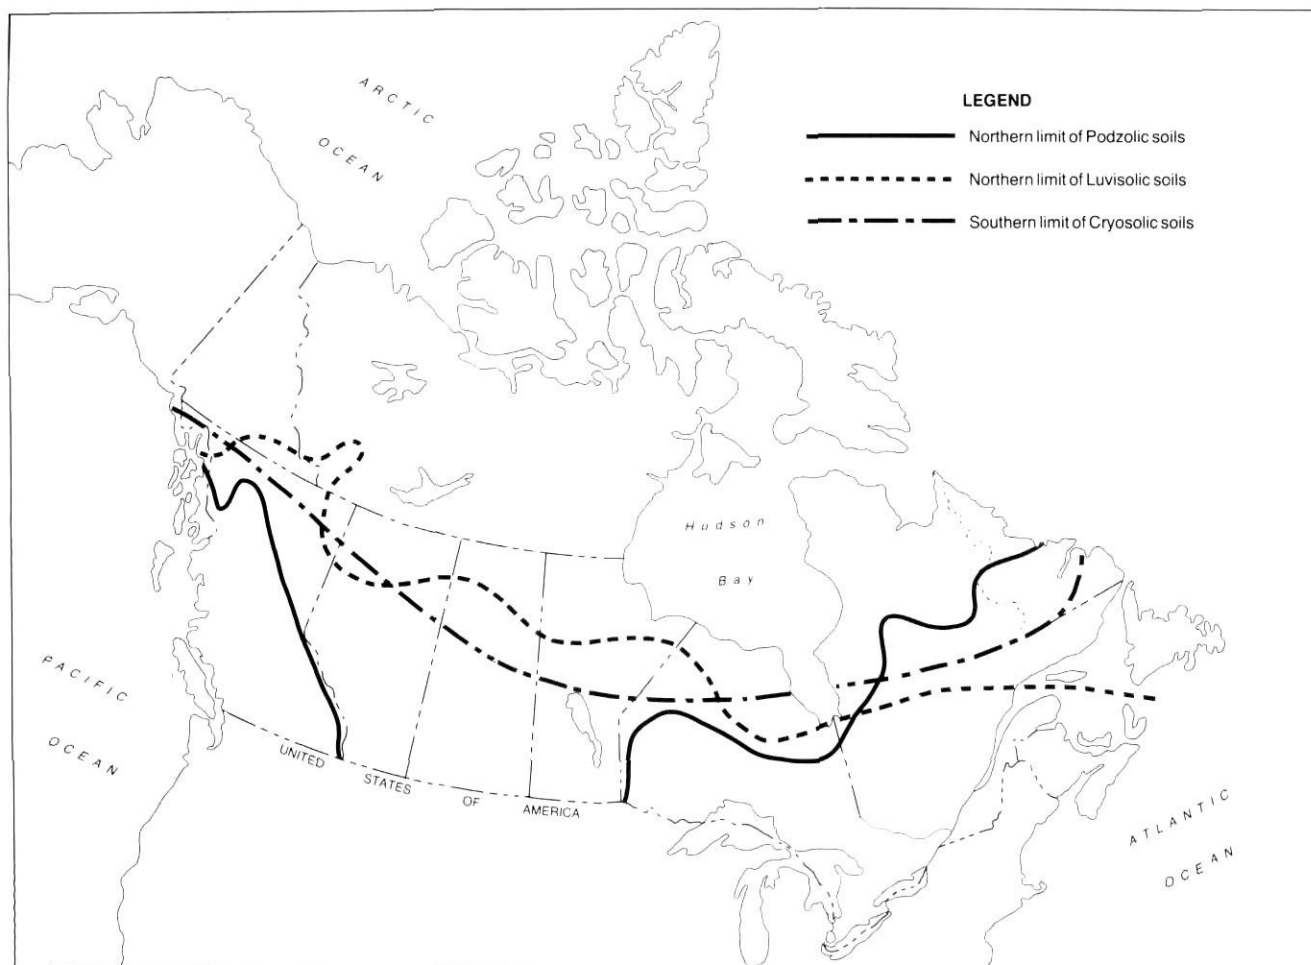 ARCTIC
OCEAN
LEGEND
Northern limit of Podzolic soils
Northern limit of Luvisolic soils
Southern limit of Cryosolic soils
Hudson
Bay
PACIFIC
OCEAN
UNITED STATES OF AMERICA
ATLANTIC
OCEAN